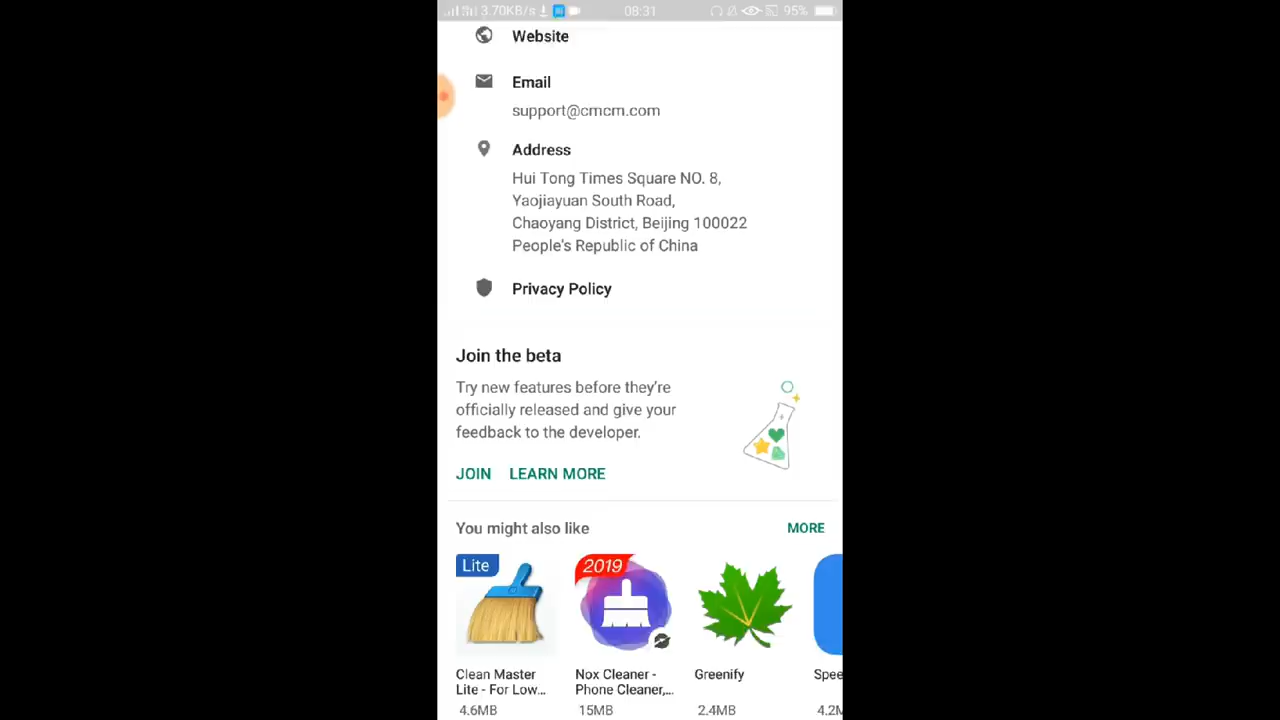 3.70KB/s 08:31 95%
Website
Email
support@cmcm.com
Address
Hui Tong Times Square NO. 8,
Yaojiayuan South Road,
Chaoyang District, Beijing 100022
People's Republic of China
Privacy Policy
Join the beta
Try new features before they're
officially released and give your
feedback to the developer.
JOIN LEARN MORE
You might also like MORE
Lite 2019
Clean Master Nox Cleaner - Greenify Spee
Lite - For Low... Phone Cleaner,...
4.6MB 15MB 2.4MB 4.2M